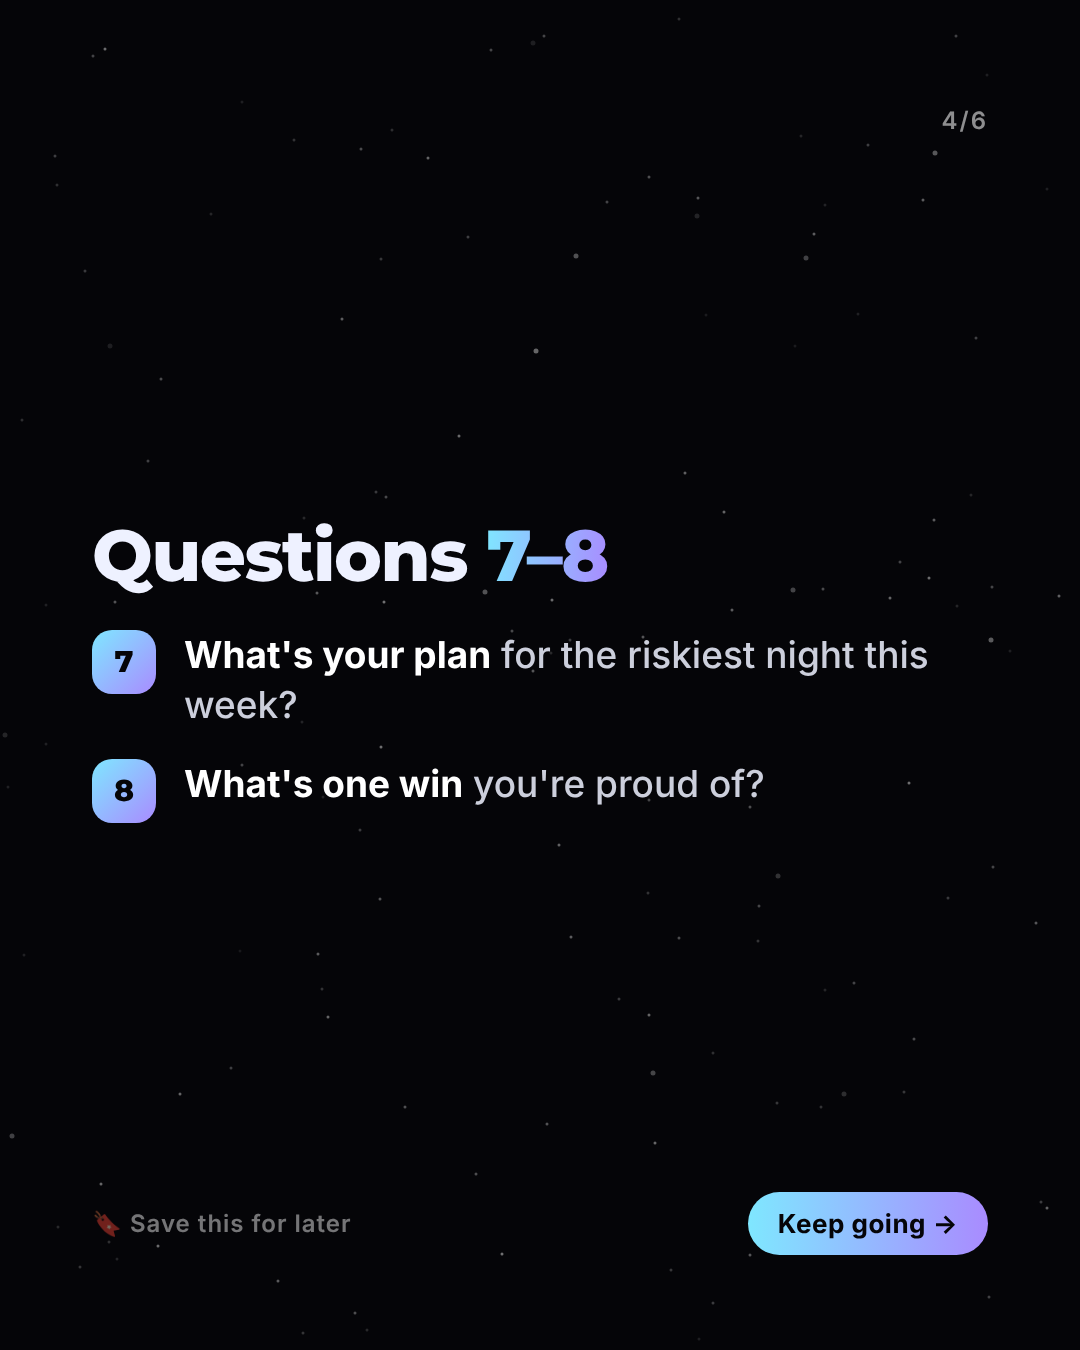 4/6
Questions 7–8
7
What's your plan for the riskiest night this
week?
8
What's one win you're proud of?
🔖 Save this for later
Keep going →